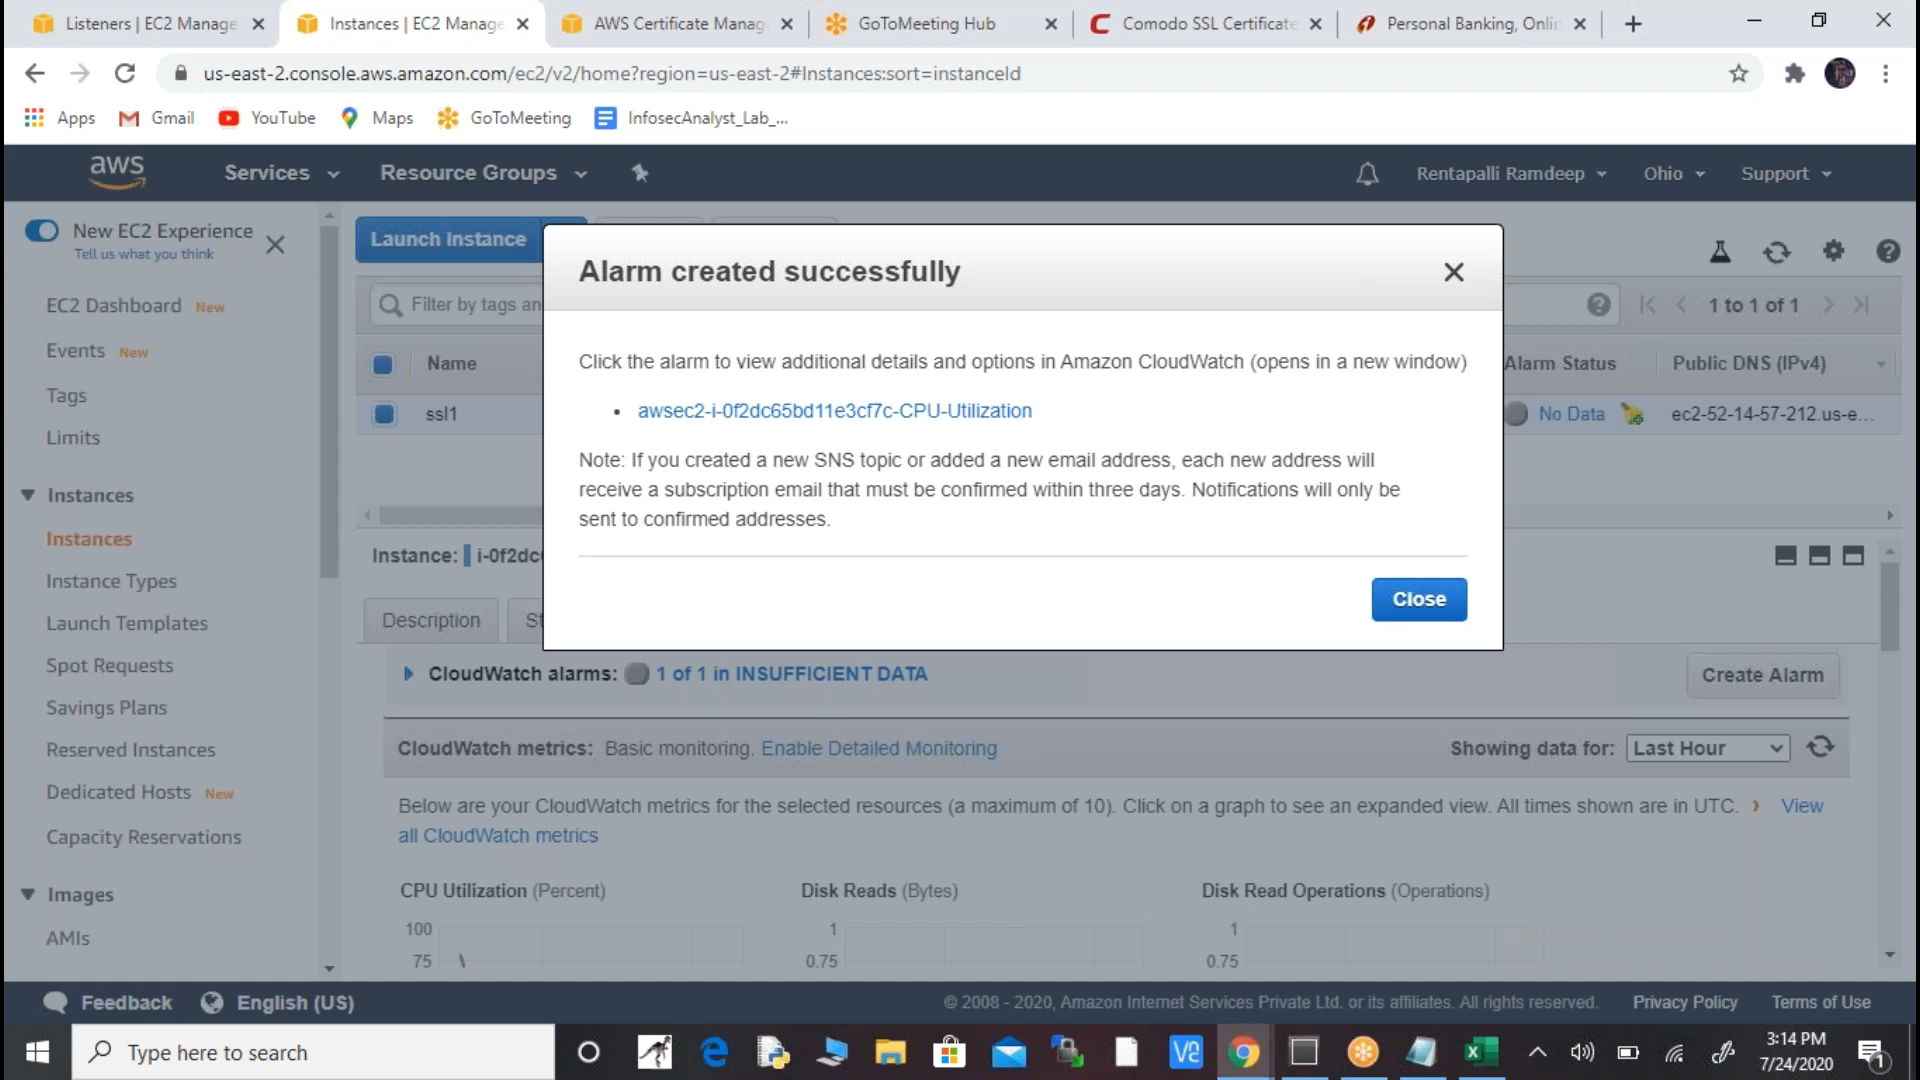 Listeners | EC2 Manage
Instances | EC2 Manage
AWS Certificate Manag
GoToMeeting Hub
Comodo SSL Certificate
Personal Banking, Onlin
us-east-2.console.aws.amazon.com/ec2/v2/home?region=us-east-2#Instances:sort=instanceId
Apps
Gmail
YouTube
Maps
GoToMeeting
InfosecAnalyst_Lab_...
aws
Services
Resource Groups
Rentapalli Ramdeep
Ohio
Support
New EC2 Experience
Tell us what you think
EC2 Dashboard New
Events New
Tags
Limits
Instances
Instances
Instance Types
Launch Templates
Spot Requests
Savings Plans
Reserved Instances
Dedicated Hosts New
Capacity Reservations
Images
AMIs
Launch Instance
Filter by tags an
1 to 1 of 1
Name
Alarm Status
Public DNS (IPv4)
ssl1
No Data
ec2-52-14-57-212.us-e...
Alarm created successfully
Click the alarm to view additional details and options in Amazon CloudWatch (opens in a new window)
• awsec2-i-0f2dc65bd11e3cf7c-CPU-Utilization
Note: If you created a new SNS topic or added a new email address, each new address will
receive a subscription email that must be confirmed within three days. Notifications will only be
sent to confirmed addresses.
Close
Instance: i-0f2dc
Description
St
CloudWatch alarms: 1 of 1 in INSUFFICIENT DATA
Create Alarm
CloudWatch metrics: Basic monitoring. Enable Detailed Monitoring
Showing data for: Last Hour
Below are your CloudWatch metrics for the selected resources (a maximum of 10). Click on a graph to see an expanded view. All times shown are in UTC. › View
all CloudWatch metrics
CPU Utilization (Percent)
Disk Reads (Bytes)
Disk Read Operations (Operations)
100
75
1
0.75
1
0.75
Feedback
English (US)
© 2008 - 2020, Amazon Internet Services Private Ltd. or its affiliates. All rights reserved.
Privacy Policy
Terms of Use
Type here to search
3:14 PM
7/24/2020
1